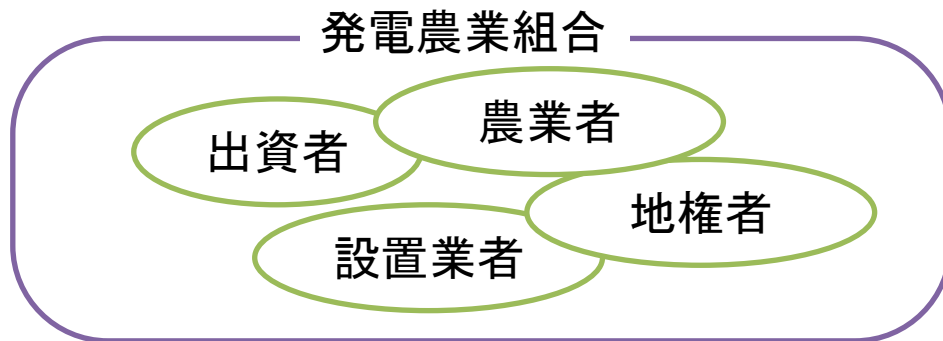 発電農業組合
農業者
出資者
地権者
設置業者